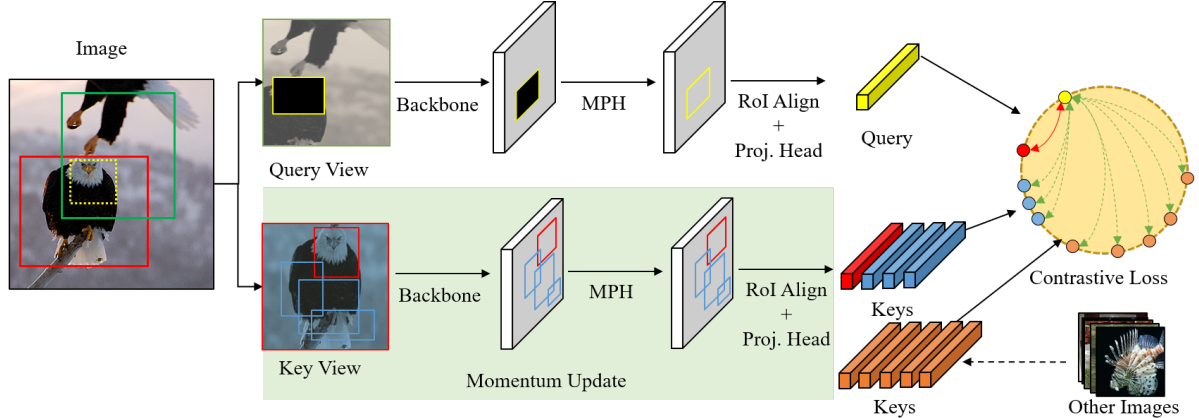 Image
Query View
Backbone
MPH
RoI Align
+
Proj. Head
Query
Contrastive Loss
Key View
Backbone
MPH
RoI Align
+
Proj. Head
Momentum Update
Keys
Keys
Other Images